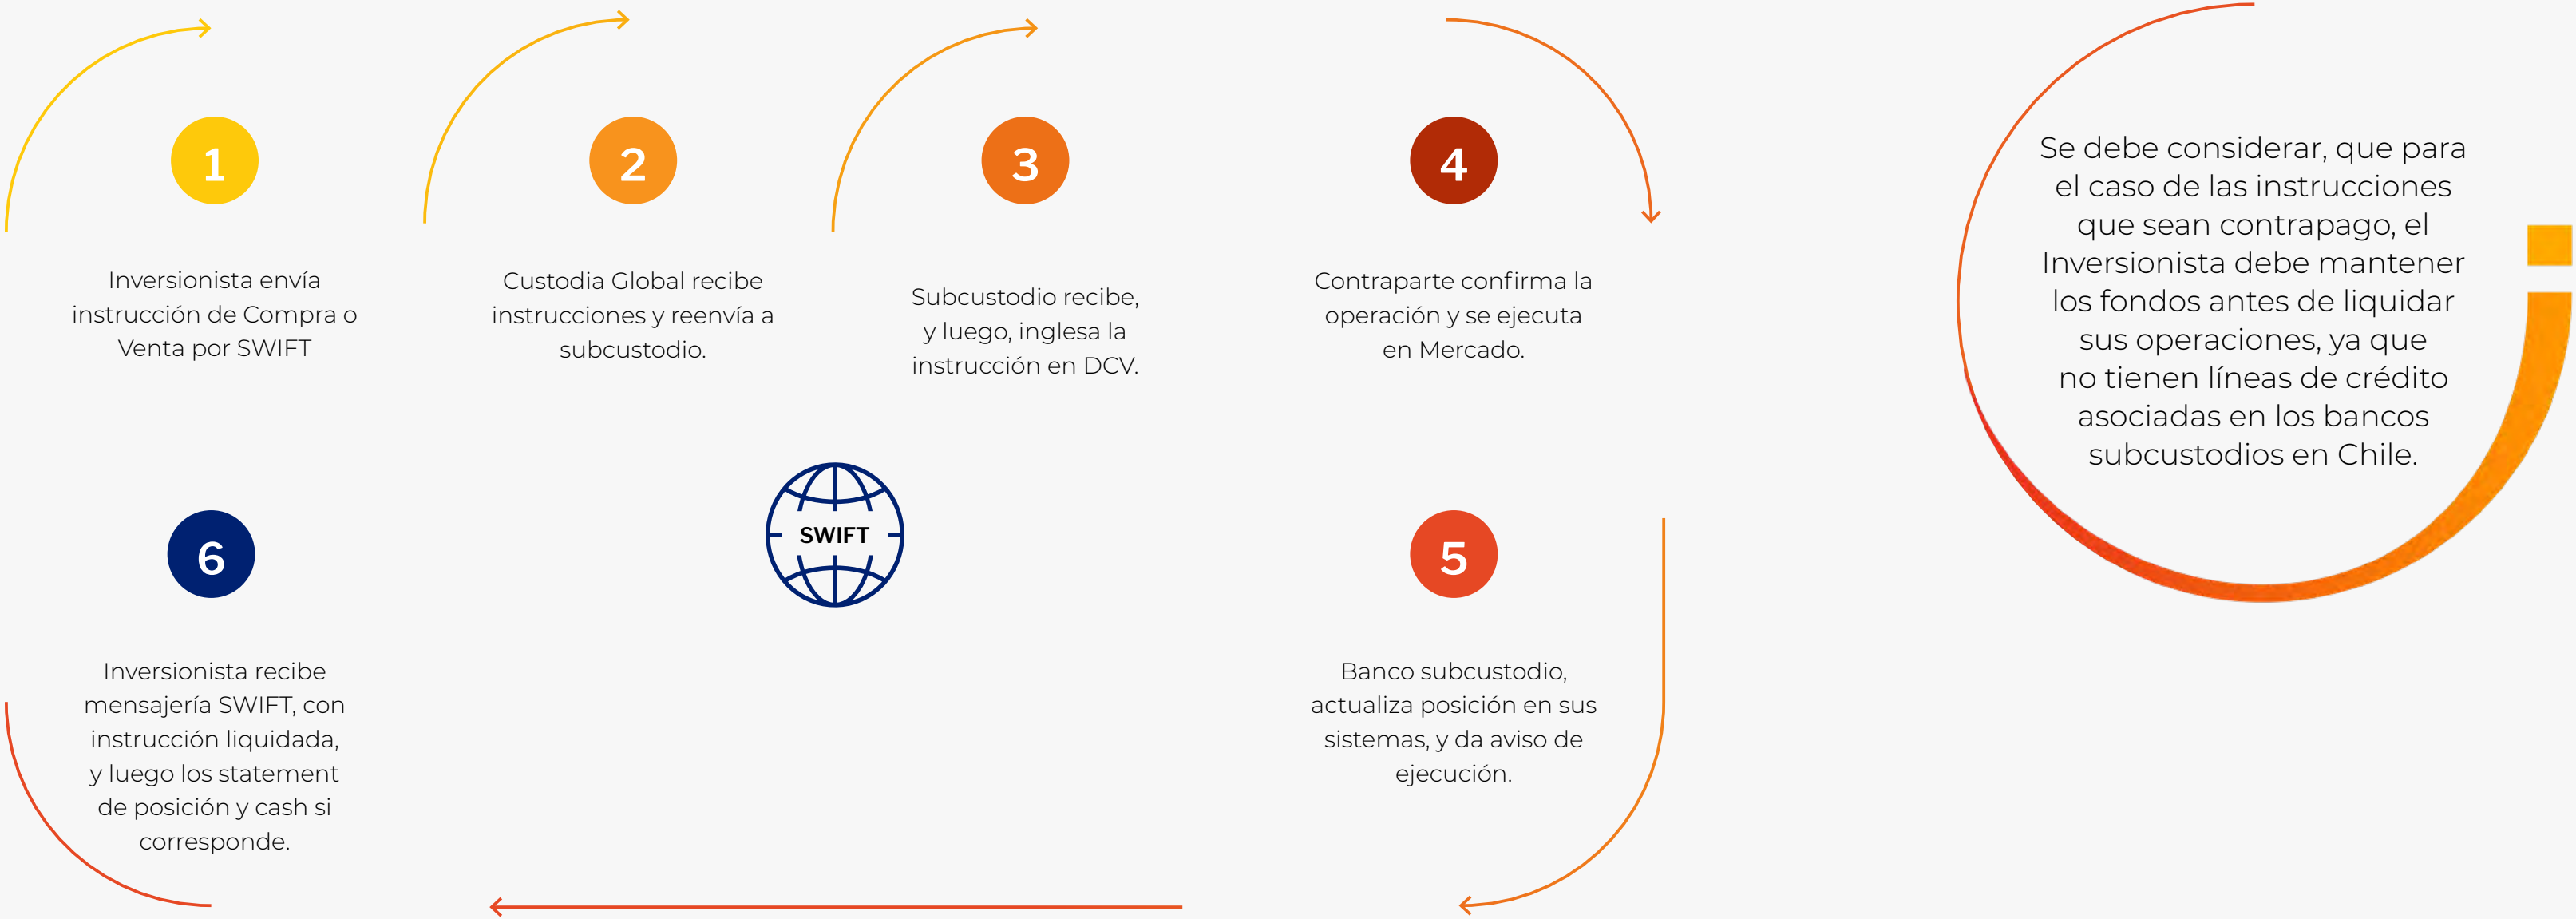 1
Inversionista envía
instrucción de Compra o
Venta por SWIFT
2
Custodia Global recibe
instrucciones y reenvía a
subcustodio.
3
Subcustodio recibe,
y luego, inglesa la
instrucción en DCV.
4
Contraparte confirma la
operación y se ejecuta
en Mercado.
SWIFT
5
Banco subcustodio,
actualiza posición en sus
sistemas, y da aviso de
ejecución.
6
Inversionista recibe
mensajería SWIFT, con
instrucción liquidada,
y luego los statement
de posición y cash si
corresponde.
Se debe considerar, que para
el caso de las instrucciones
que sean contrapago, el
Inversionista debe mantener
los fondos antes de liquidar
sus operaciones, ya que
no tienen líneas de crédito
asociadas en los bancos
subcustodios en Chile.